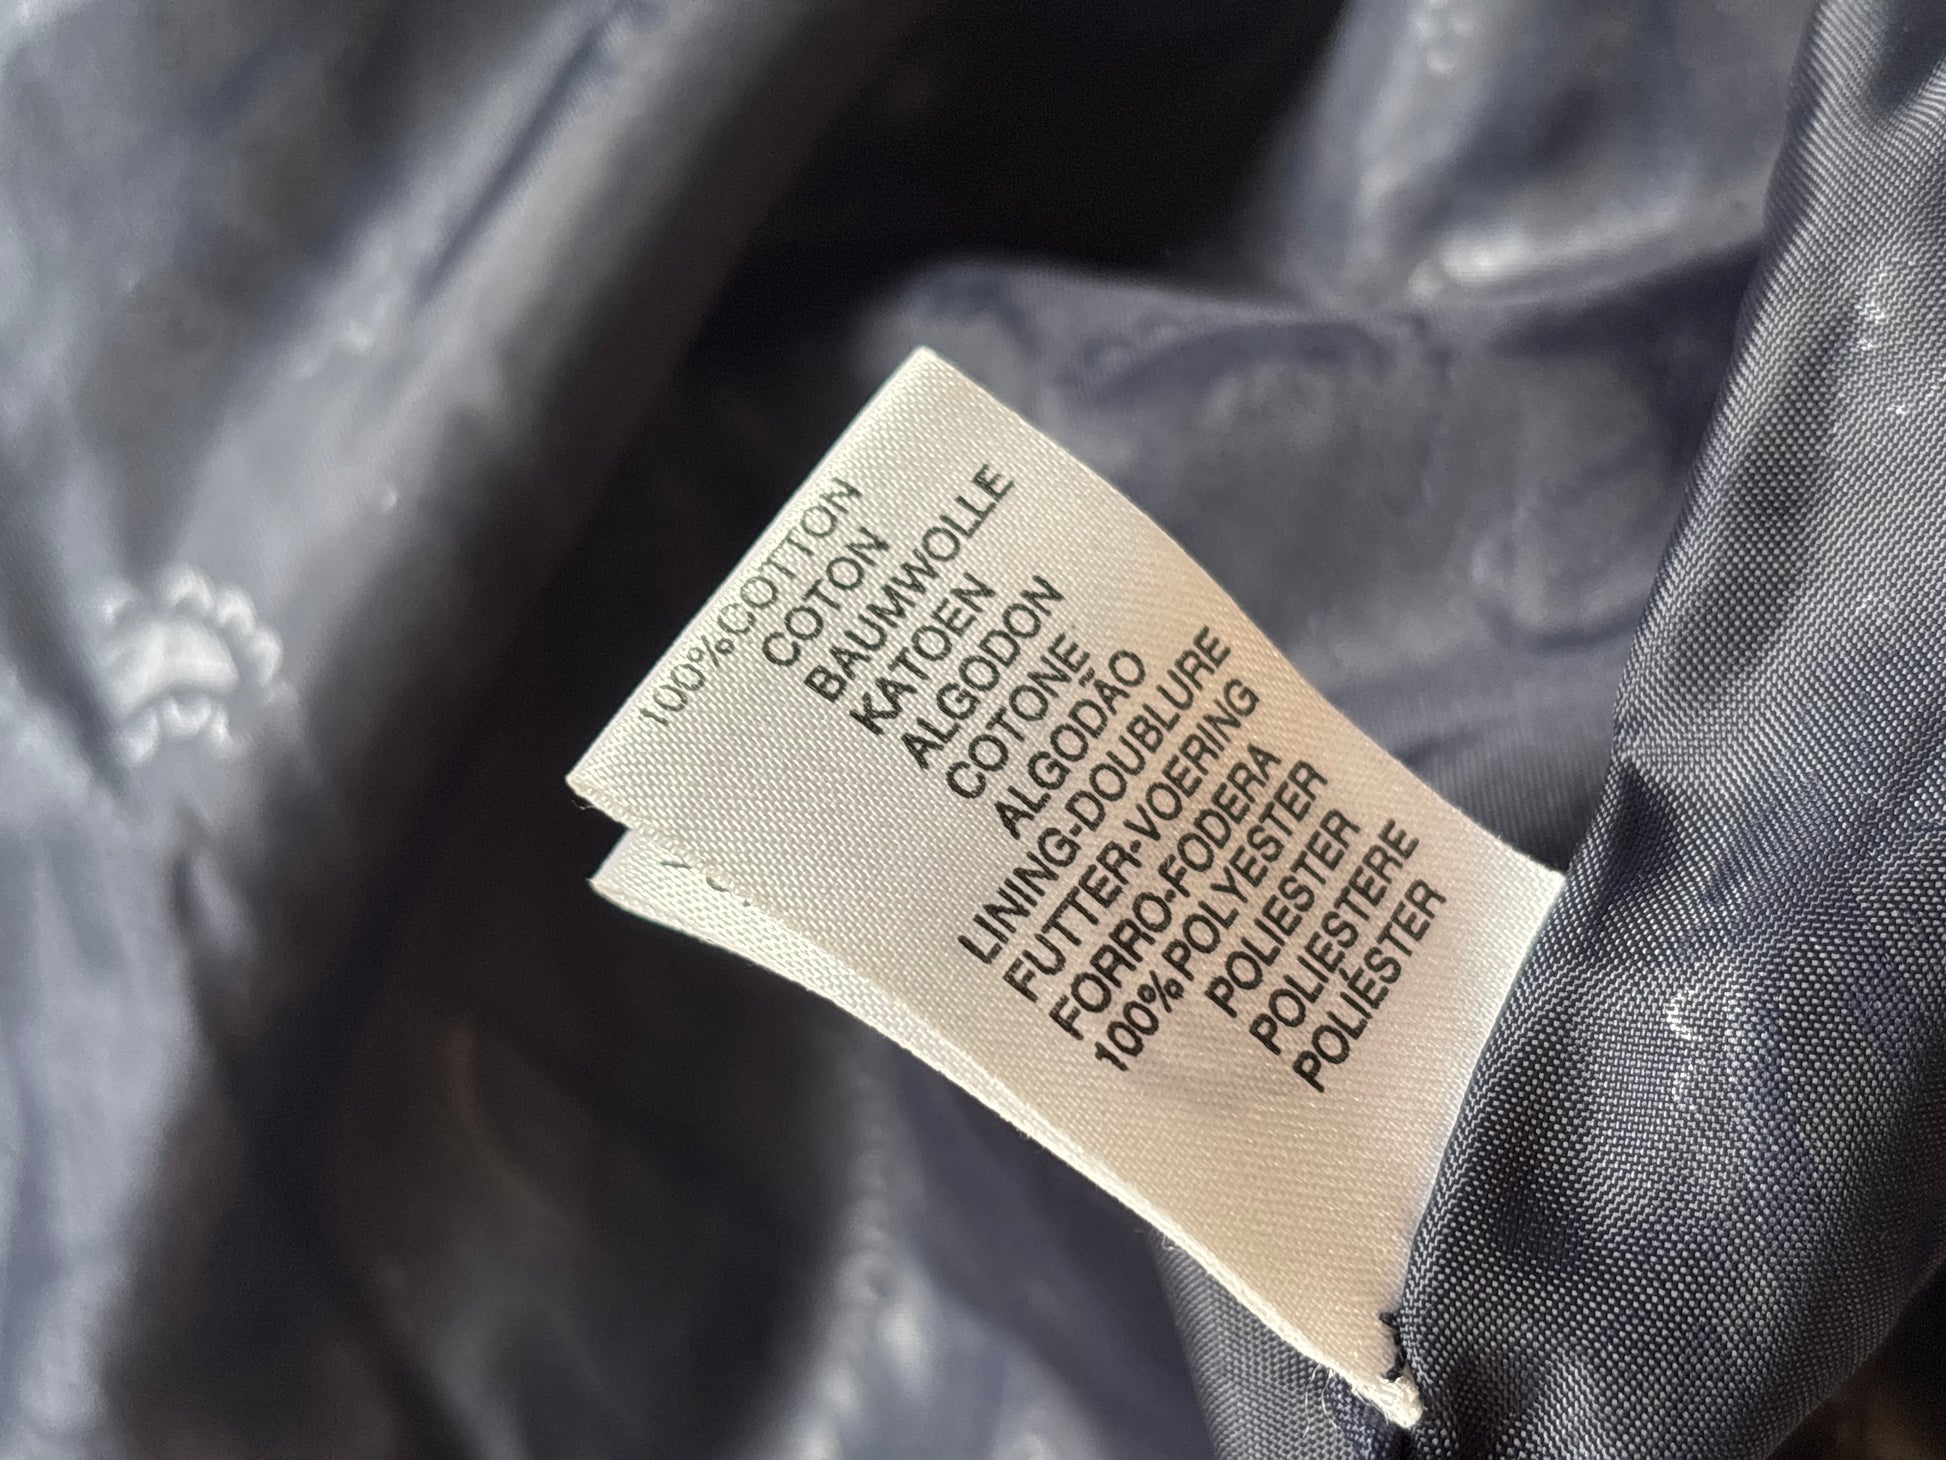 100%COTTON
COTON
BAUMWOLLE
KATOEN
ALGODON
COTONE
ALGODÃO
LINING-DOUBLURE
FUTTER-VOERING
FORRO-FODERA
100%POLYESTER
POLIESTER
POLIESTERE
POLIÉSTER